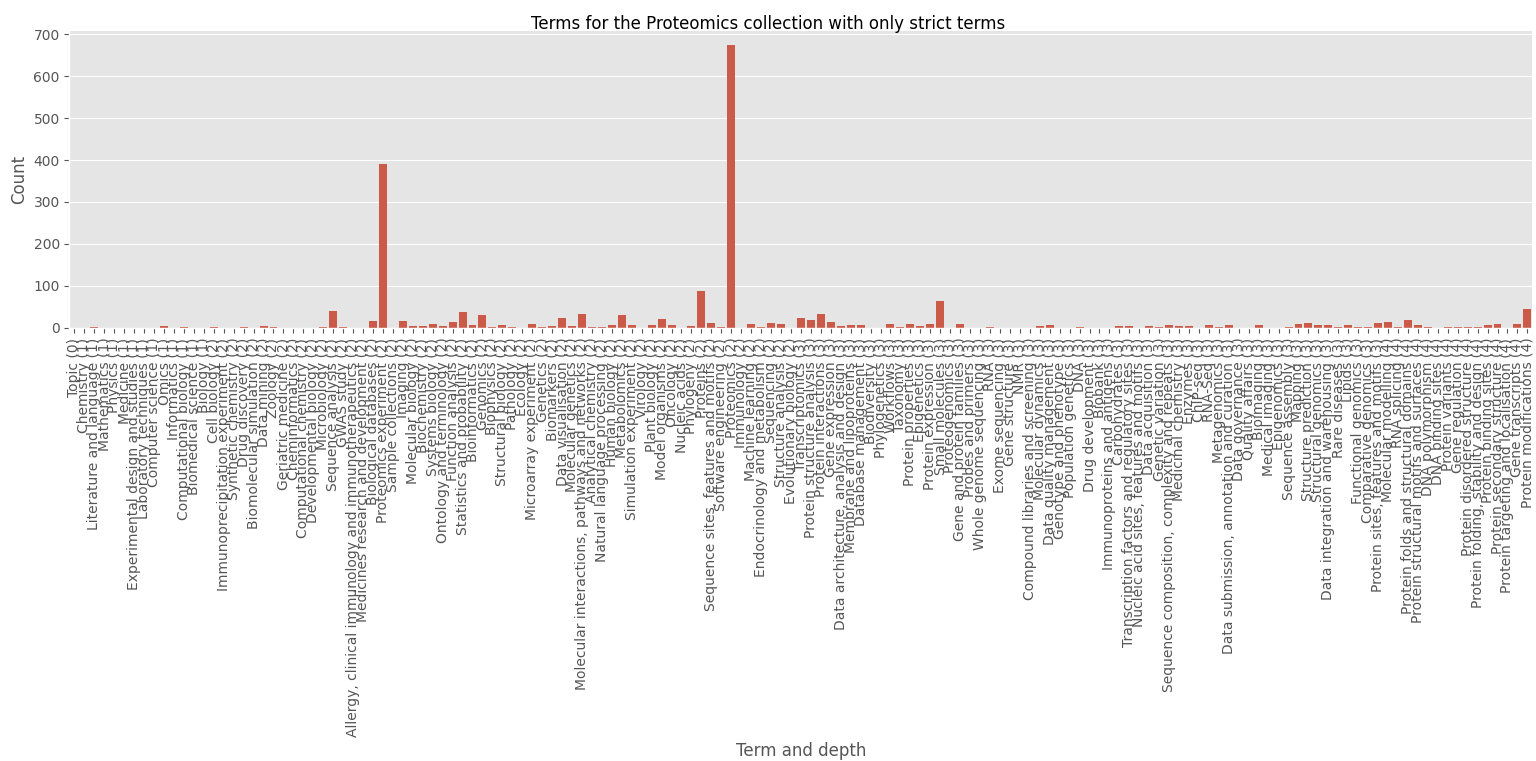 Terms for the Proteomics collection with only strict terms
Count
700
600
500
400
300
200
100
0
Topic (0)
Chemistry (1)
Literature and language (1)
Mathematics (1)
Physics (1)
Medicine (1)
Experimental design and studies (1)
Laboratory techniques (1)
Computer science (1)
Omics (1)
Informatics (1)
Computational biology (1)
Biomedical science (1)
Biology (1)
Cell biology (2)
Immunoprecipitation experiment (2)
Synthetic chemistry (2)
Drug discovery (2)
Biomolecular simulation (2)
Data mining (2)
Zoology (2)
Geriatric medicine (2)
Cheminformatics (2)
Computational chemistry (2)
Developmental biology (2)
Microbiology (2)
Sequence analysis (2)
GWAS study (2)
Allergy, clinical immunology and immunotherapeutics (2)
Medicines research and development (2)
Biological databases (2)
Proteomics experiment (2)
Sample collections (2)
Imaging (2)
Molecular biology (2)
Biochemistry (2)
Systems biology (2)
Ontology and terminology (2)
Function analysis (2)
Statistics and probability (2)
Bioinformatics (2)
Genomics (2)
Biophysics (2)
Structural biology (2)
Pathology (2)
Ecology (2)
Microarray experiment (2)
Genetics (2)
Biomarkers (2)
Data visualisation (2)
Molecular genetics (2)
Molecular interactions, pathways and networks (2)
Analytical chemistry (2)
Natural language processing (2)
Human biology (2)
Metabolomics (2)
Simulation experiment (2)
Virology (2)
Plant biology (2)
Model organisms (2)
Oncology (2)
Nucleic acids (2)
Phylogeny (2)
Proteins (2)
Sequence sites, features and motifs (2)
Software engineering (2)
Proteomics (2)
Immunology (2)
Machine learning (2)
Endocrinology and metabolism (2)
Sequencing (2)
Structure analysis (2)
Evolutionary biology (2)
Transcriptomics (3)
Protein structure analysis (3)
Protein interactions (3)
Gene expression (3)
Data architecture, analysis and design (3)
Membrane and lipoproteins (3)
Database management (3)
Biodiversity (3)
Phylogenetics (3)
Workflows (3)
Taxonomy (3)
Protein properties (3)
Epigenetics (3)
Protein expression (3)
Small molecules (3)
Proteogenomics (3)
Gene and protein families (3)
Probes and primers (3)
Whole genome sequencing (3)
RNA (3)
Exome sequencing (3)
Gene structure (3)
NMR (3)
Compound libraries and screening (3)
Molecular dynamics (3)
Data quality management (3)
Genotype and phenotype (3)
Population genetics (3)
DNA (3)
Drug development (3)
Biobank (3)
Immunoproteins and antigens (3)
Carbohydrates (3)
Transcription factors and regulatory sites (3)
Nucleic acid sites, features and motifs (3)
Data acquisition (3)
Genetic variation (3)
Sequence composition, complexity and repeats (3)
Medicinal chemistry (3)
Enzymes (3)
ChIP-seq (3)
RNA-Seq (3)
Metagenomics (3)
Data submission, annotation and curation (3)
Data governance (3)
Quality affairs (3)
Bioimaging (3)
Medical imaging (3)
Epigenomics (3)
Sequence assembly (3)
Mapping (3)
Structure prediction (3)
Structural genomics (3)
Data integration and warehousing (3)
Rare diseases (3)
Lipids (3)
Functional genomics (3)
Comparative genomics (3)
Protein sites, features and motifs (4)
Molecular modelling (4)
RNA splicing (4)
Protein folds and structural domains (4)
Protein structural motifs and surfaces (4)
DNA polymorphism (4)
DNA binding sites (4)
Protein variants (4)
Gene regulation (4)
Protein disordered structure (4)
Protein folding, stability and design (4)
Protein binding sites (4)
Protein secondary structure (4)
Protein targeting and localisation (4)
Gene transcripts (4)
Protein modifications (4)
Term and depth